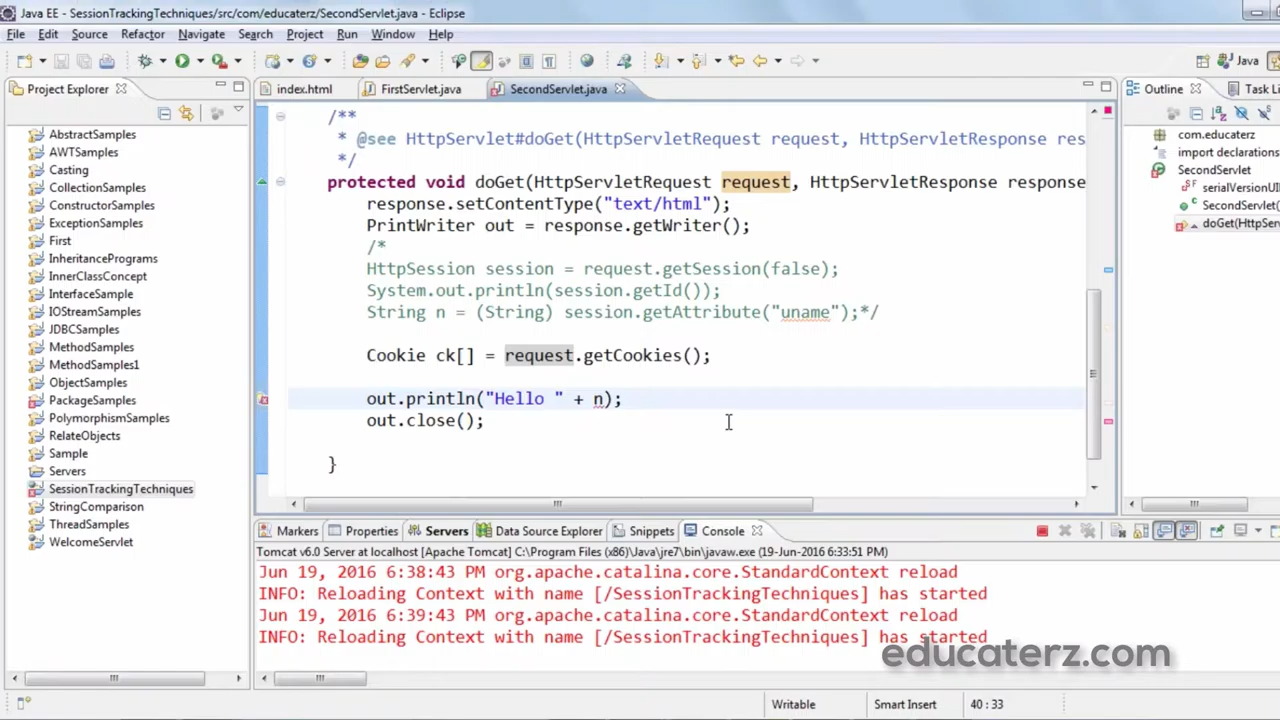 Java EE - SessionTrackingTechniques/src/com/educaterz/SecondServlet.java - Eclipse
File Edit Source Refactor Navigate Search Project Run Window Help
Java
Project Explorer
AbstractSamples
AWTSamples
Casting
CollectionSamples
ConstructorSamples
ExceptionSamples
First
InheritancePrograms
InnerClassConcept
InterfaceSample
IOStreamSamples
JDBCSamples
MethodSamples
MethodSamples1
ObjectSamples
PackageSamples
PolymorphismSamples
RelateObjects
Sample
Servers
SessionTrackingTechniques
StringComparison
ThreadSamples
WelcomeServlet
index.html FirstServlet.java SecondServlet.java
/**
* @see HttpServlet#doGet(HttpServletRequest request, HttpServletResponse res
*/
protected void doGet(HttpServletRequest request, HttpServletResponse response
response.setContentType("text/html");
PrintWriter out = response.getWriter();
/*
HttpSession session = request.getSession(false);
System.out.println(session.getId());
String n = (String) session.getAttribute("uname");*/
Cookie ck[] = request.getCookies();
out.println("Hello " + n);
out.close();
}
Outline Task Li
com.educaterz
import declarations
SecondServlet
serialVersionUI
SecondServlet(
doGet(HttpSer
Markers Properties Servers Data Source Explorer Snippets Console
Tomcat v6.0 Server at localhost [Apache Tomcat] C:\Program Files (x86)\Java\jre7\bin\javaw.exe (19-Jun-2016 6:33:51 PM)
Jun 19, 2016 6:38:43 PM org.apache.catalina.core.StandardContext reload
INFO: Reloading Context with name [/SessionTrackingTechniques] has started
Jun 19, 2016 6:39:43 PM org.apache.catalina.core.StandardContext reload
INFO: Reloading Context with name [/SessionTrackingTechniques] has started
educaterz.com
Writable Smart Insert 40 : 33